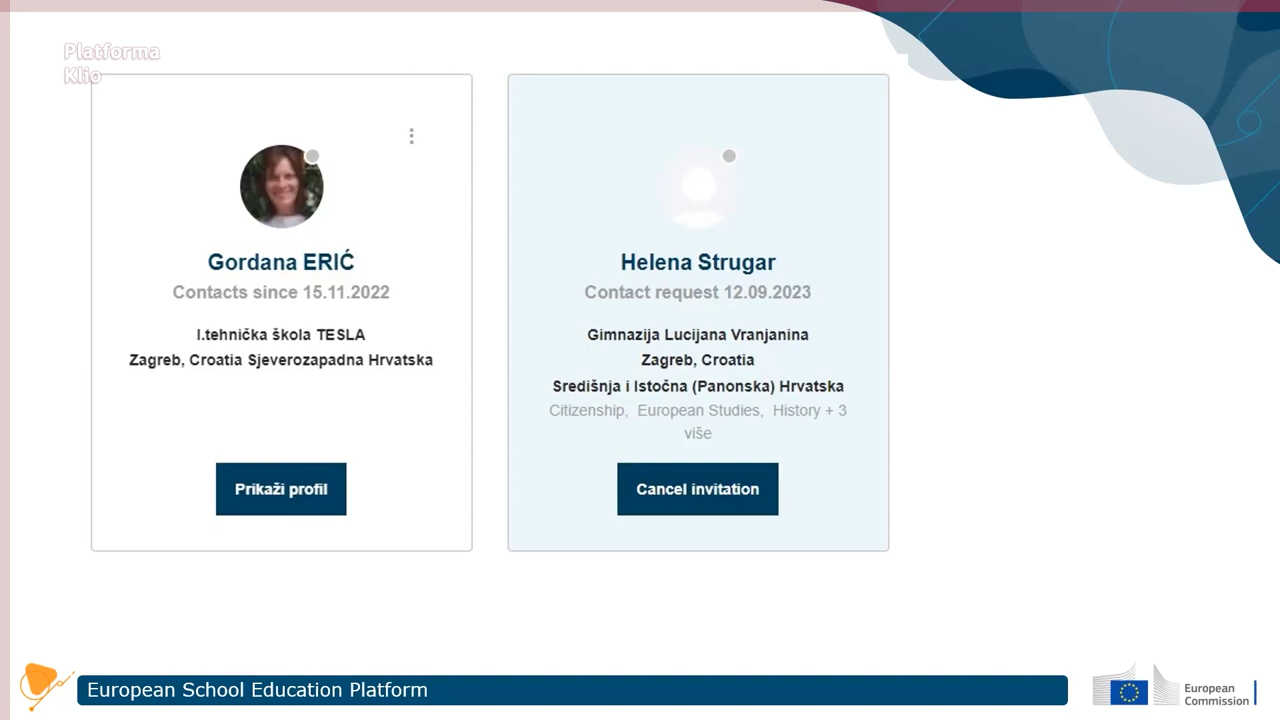 Platforma
Klio
Gordana ERIĆ
Contacts since 15.11.2022
I.tehnička škola TESLA
Zagreb, Croatia Sjeverozapadna Hrvatska
Prikaži profil
Helena Strugar
Contact request 12.09.2023
Gimnazija Lucijana Vranjanina
Zagreb, Croatia
Središnja i Istočna (Panonska) Hrvatska
Citizenship, European Studies, History + 3
više
Cancel invitation
European School Education Platform
European
Commission